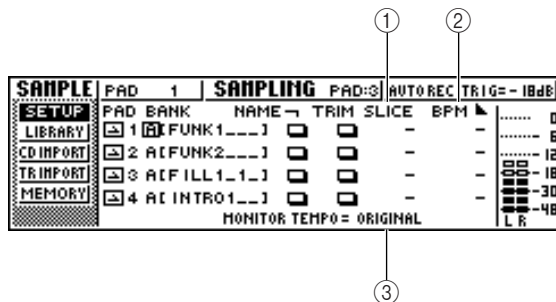 ① ②
SAMPLE PAD 1 SAMPLING PAD:3 AUTO REC TRIG=-18dB
SETUP PAD BANK NAME TRIM SLICE BPM
LIBRARY 1 A[FUNK1___] - -
CD IMPORT 2 A[FUNK2___] - -
TR IMPORT 3 A[FILL1_1_] - -
MEMORY 4 A[INTRO1__] - -
MONITOR TEMPO= ORIGINAL
0
6
12
18
-30
-48
L R
③